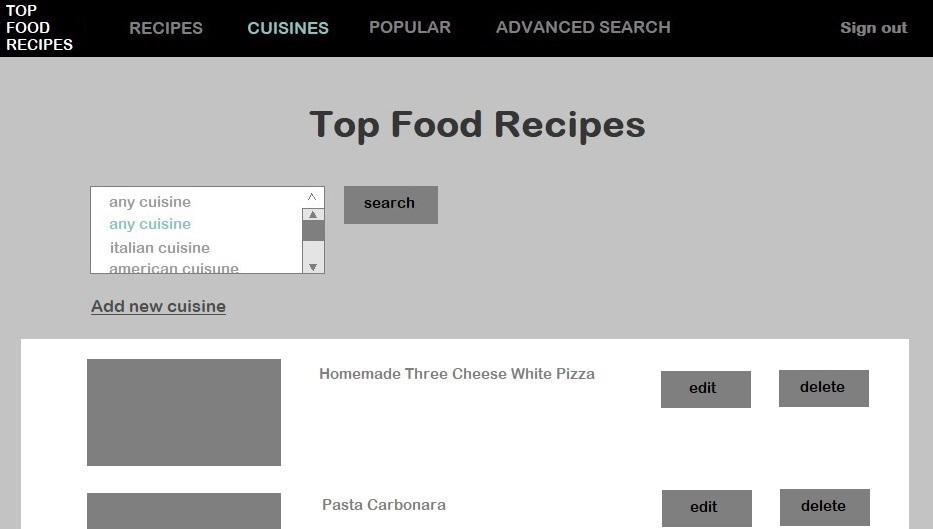 TOP
FOOD
RECIPES
RECIPES CUISINES POPULAR ADVANCED SEARCH Sign out
Top Food Recipes
any cuisine
search
any cuisine
italian cuisine
american cuisune
Add new cuisine
Homemade Three Cheese White Pizza
edit delete
Pasta Carbonara
edit delete